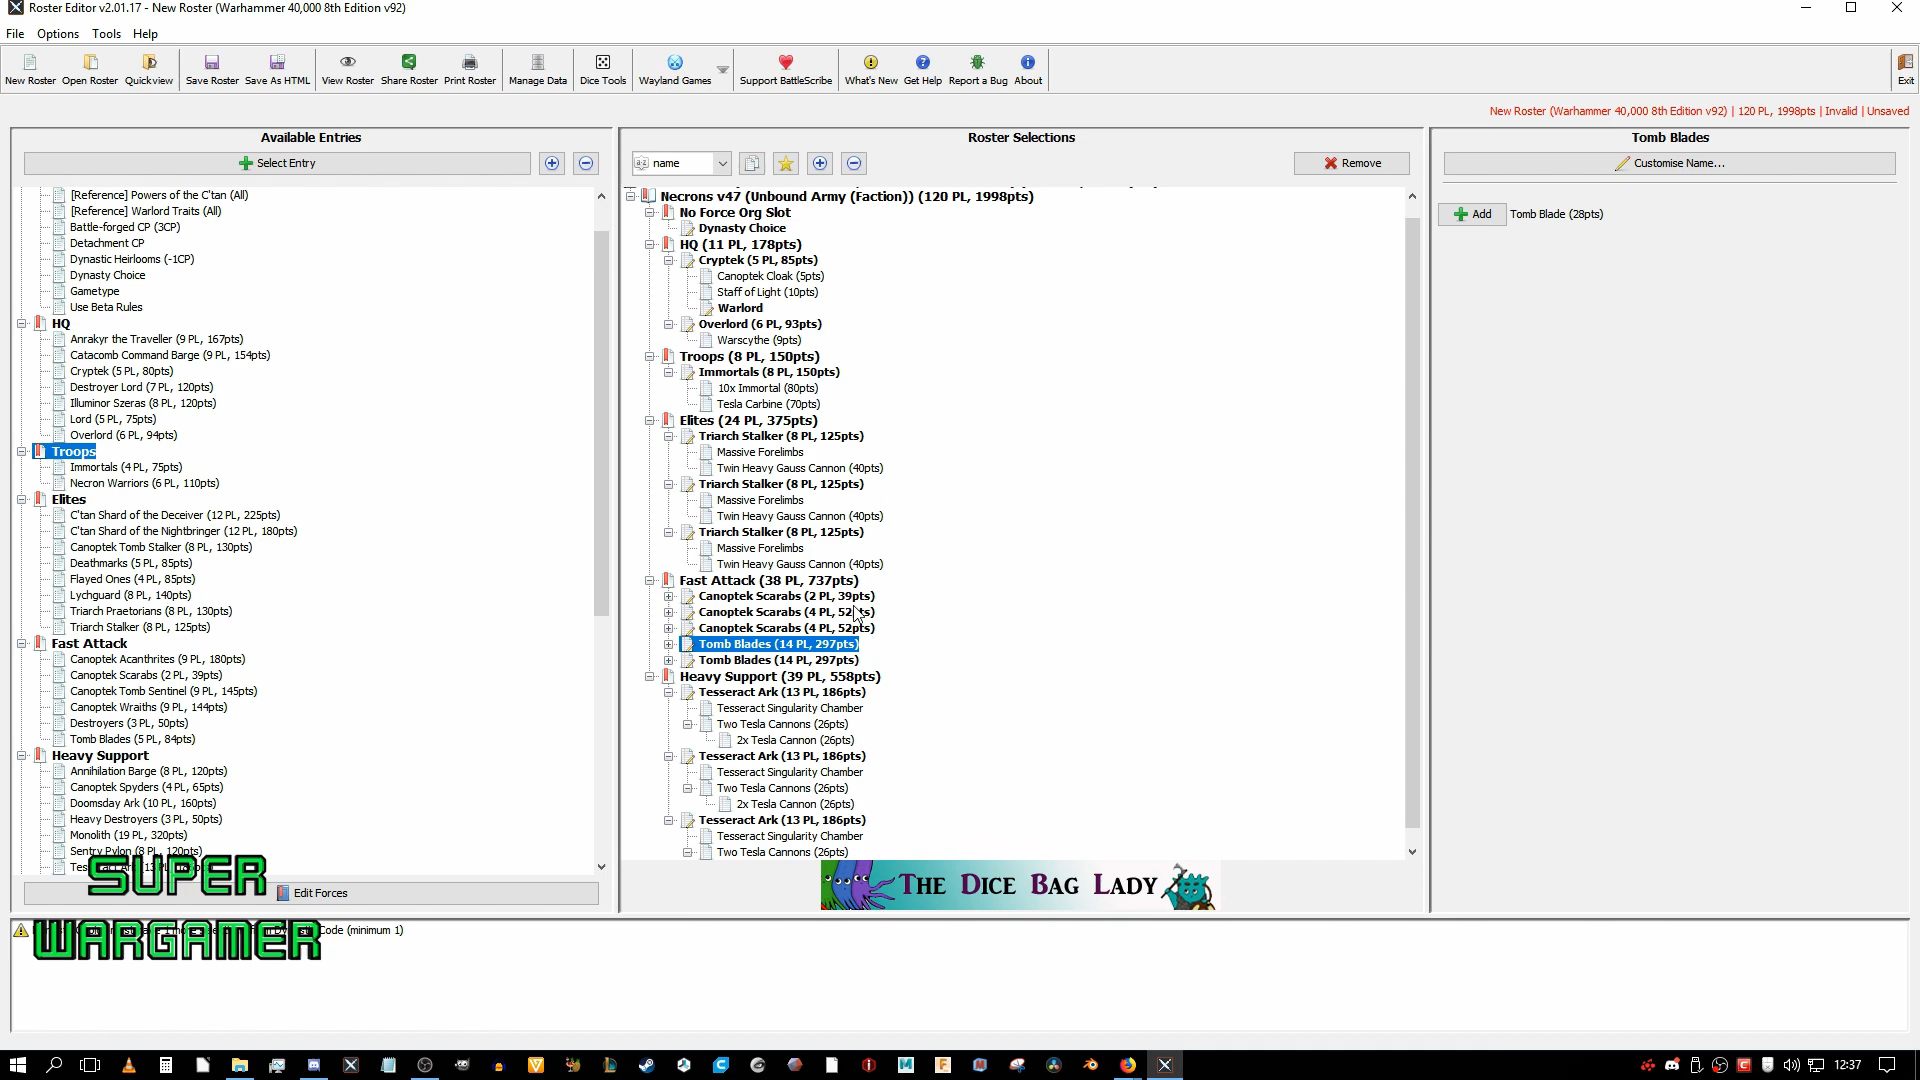 Roster Editor v2.01.17 - New Roster (Warhammer 40,000 8th Edition v92)
File Options Tools Help
New Roster Open Roster Quickview Save Roster Save As HTML View Roster Share Roster Print Roster Manage Data Dice Tools Wayland Games Support BattleScribe What's New Get Help Report a Bug About Exit
New Roster (Warhammer 40,000 8th Edition v92) | 120 PL, 1998pts | Invalid | Unsaved
Available Entries
Select Entry
[Reference] Powers of the C'tan (All)
[Reference] Warlord Traits (All)
Battle-forged CP (3CP)
Detachment CP
Dynastic Heirlooms (-1CP)
Dynasty Choice
Gametype
Use Beta Rules
HQ
Anrakyr the Traveller (9 PL, 167pts)
Catacomb Command Barge (9 PL, 154pts)
Cryptek (5 PL, 80pts)
Destroyer Lord (7 PL, 120pts)
Illuminor Szeras (8 PL, 120pts)
Lord (5 PL, 75pts)
Overlord (6 PL, 94pts)
Troops
Immortals (4 PL, 75pts)
Necron Warriors (6 PL, 110pts)
Elites
C'tan Shard of the Deceiver (12 PL, 225pts)
C'tan Shard of the Nightbringer (12 PL, 180pts)
Canoptek Tomb Stalker (8 PL, 130pts)
Deathmarks (5 PL, 85pts)
Flayed Ones (4 PL, 85pts)
Lychguard (8 PL, 140pts)
Triarch Praetorians (8 PL, 130pts)
Triarch Stalker (8 PL, 125pts)
Fast Attack
Canoptek Acanthrites (9 PL, 180pts)
Canoptek Scarabs (2 PL, 39pts)
Canoptek Tomb Sentinel (9 PL, 145pts)
Canoptek Wraiths (9 PL, 144pts)
Destroyers (3 PL, 50pts)
Tomb Blades (5 PL, 84pts)
Heavy Support
Annihilation Barge (8 PL, 120pts)
Canoptek Spyders (4 PL, 65pts)
Doomsday Ark (10 PL, 160pts)
Heavy Destroyers (3 PL, 50pts)
Monolith (19 PL, 320pts)
Sentry Pylon (8 PL, 120pts)
SUPER
Edit Forces
Roster Selections
name
Remove
Necrons v47 (Unbound Army (Faction)) (120 PL, 1998pts)
No Force Org Slot
Dynasty Choice
HQ (11 PL, 178pts)
Cryptek (5 PL, 85pts)
Canoptek Cloak (5pts)
Staff of Light (10pts)
Warlord
Overlord (6 PL, 93pts)
Warscythe (9pts)
Troops (8 PL, 150pts)
Immortals (8 PL, 150pts)
10x Immortal (80pts)
Tesla Carbine (70pts)
Elites (24 PL, 375pts)
Triarch Stalker (8 PL, 125pts)
Massive Forelimbs
Twin Heavy Gauss Cannon (40pts)
Triarch Stalker (8 PL, 125pts)
Massive Forelimbs
Twin Heavy Gauss Cannon (40pts)
Triarch Stalker (8 PL, 125pts)
Massive Forelimbs
Twin Heavy Gauss Cannon (40pts)
Fast Attack (38 PL, 737pts)
Canoptek Scarabs (2 PL, 39pts)
Canoptek Scarabs (4 PL, 52pts)
Canoptek Scarabs (4 PL, 52pts)
Tomb Blades (14 PL, 297pts)
Tomb Blades (14 PL, 297pts)
Heavy Support (39 PL, 558pts)
Tesseract Ark (13 PL, 186pts)
Tesseract Singularity Chamber
Two Tesla Cannons (26pts)
2x Tesla Cannon (26pts)
Tesseract Ark (13 PL, 186pts)
Tesseract Singularity Chamber
Two Tesla Cannons (26pts)
2x Tesla Cannon (26pts)
Tesseract Ark (13 PL, 186pts)
Tesseract Singularity Chamber
Two Tesla Cannons (26pts)
THE DICE BAG LADY
Tomb Blades
Customise Name...
Add Tomb Blade (28pts)
WARGAMER
Code (minimum 1)
12:37